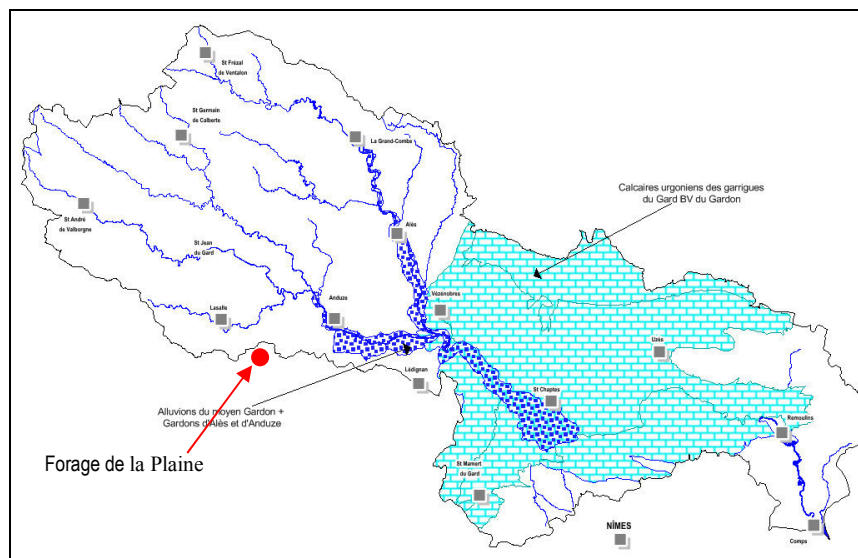 St Frézal
de Ventalon
St Germain
de Calberte
La Grand-Combe
Calcaires urgoniens des garrigues
du Gard BV du Gardon
St André
de Valborgne
Alès
St Jean
du Gard
Vézénobres
Anduze
Lasalle
Uzès
Lédignan
St Chaptes
Alluvions du moyen Gardon +
Gardons d'Alès et d'Anduze
Remoulins
Forage de la Plaine
St Mamert
du Gard
NÎMES
Comps